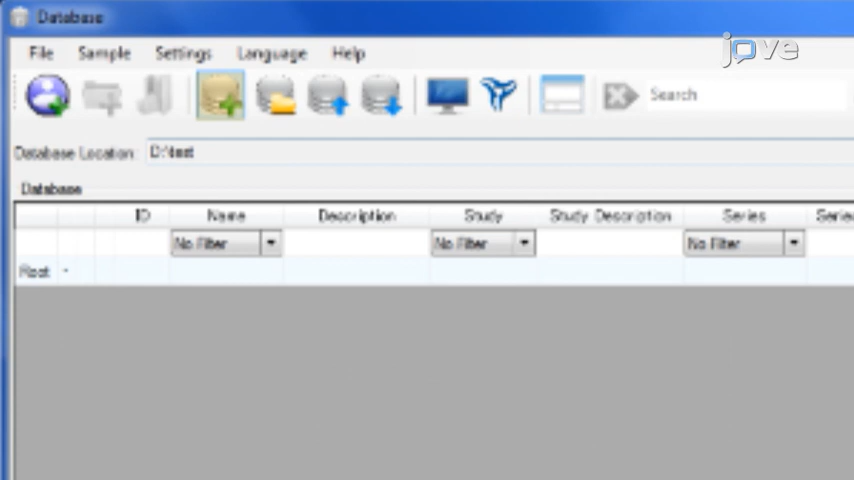 Database
jove
File Sample Settings Language Help
Search
Database Location: D:\test
Database
ID Name Description Study Study Description Series Series
No Filter No Filter No Filter
Root -